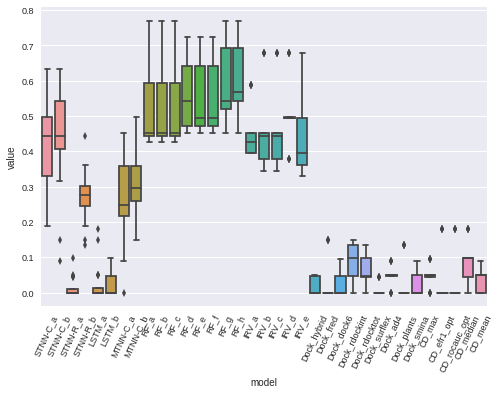 0.8
0.7
0.6
0.5
0.4
0.3
0.2
0.1
0.0
value
STNN-C_a
STNN-C_b
STNN-R_a
STNN-R_b
LSTM_a
LSTM_b
MTNN-C_a
MTNN-C_b
RF_a
RF_b
RF_c
RF_d
RF_e
RF_f
RF_g
RF_h
IRV_a
IRV_b
IRV_c
IRV_d
IRV_e
Dock_hybrid
Dock_fred
Dock_dock6
Dock_rdockint
Dock_rdocktot
Dock_surflex
Dock_ad4
Dock_plants
Dock_smina
CD_max
CD_efr1_opt
CD_rocauc_opt
CD_median
CD_mean
model